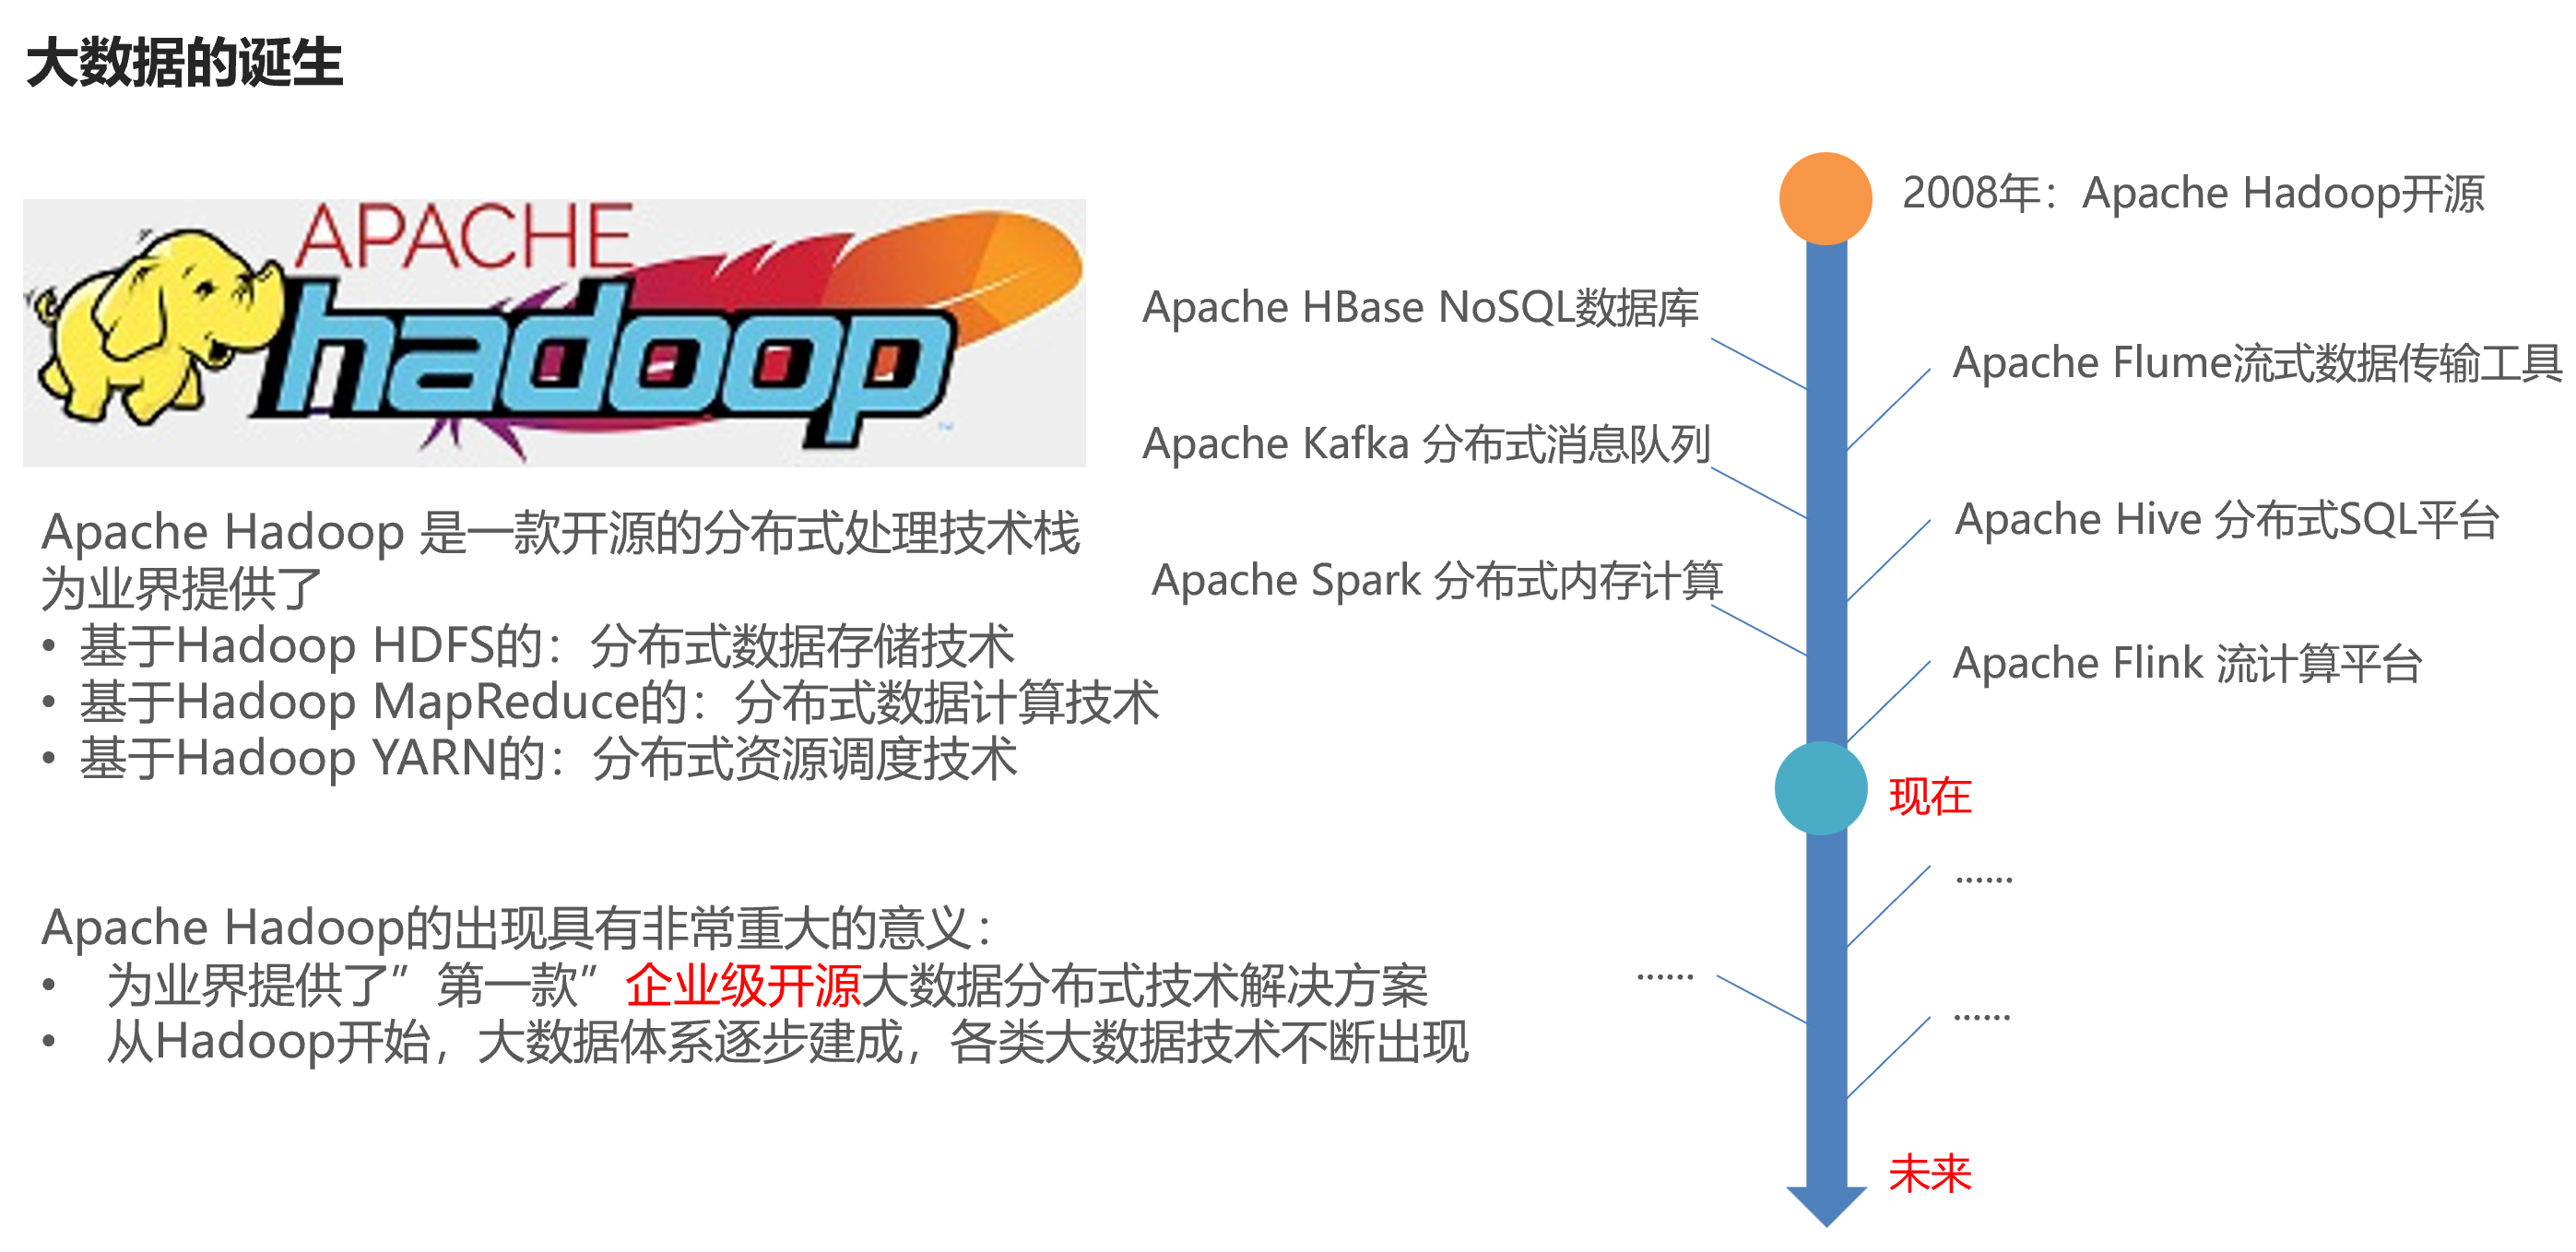 大数据的诞生
APACHE
hadoop
Apache Hadoop 是一款开源的分布式处理技术栈
为业界提供了
• 基于Hadoop HDFS的：分布式数据存储技术
• 基于Hadoop MapReduce的：分布式数据计算技术
• 基于Hadoop YARN的：分布式资源调度技术
Apache Hadoop的出现具有非常重大的意义：
• 为业界提供了”第一款”企业级开源大数据分布式技术解决方案
• 从Hadoop开始，大数据体系逐步建成，各类大数据技术不断出现
2008年：Apache Hadoop开源
Apache HBase NoSQL数据库
Apache Flume流式数据传输工具
Apache Kafka 分布式消息队列
Apache Hive 分布式SQL平台
Apache Spark 分布式内存计算
Apache Flink 流计算平台
现在
……
……
……
未来